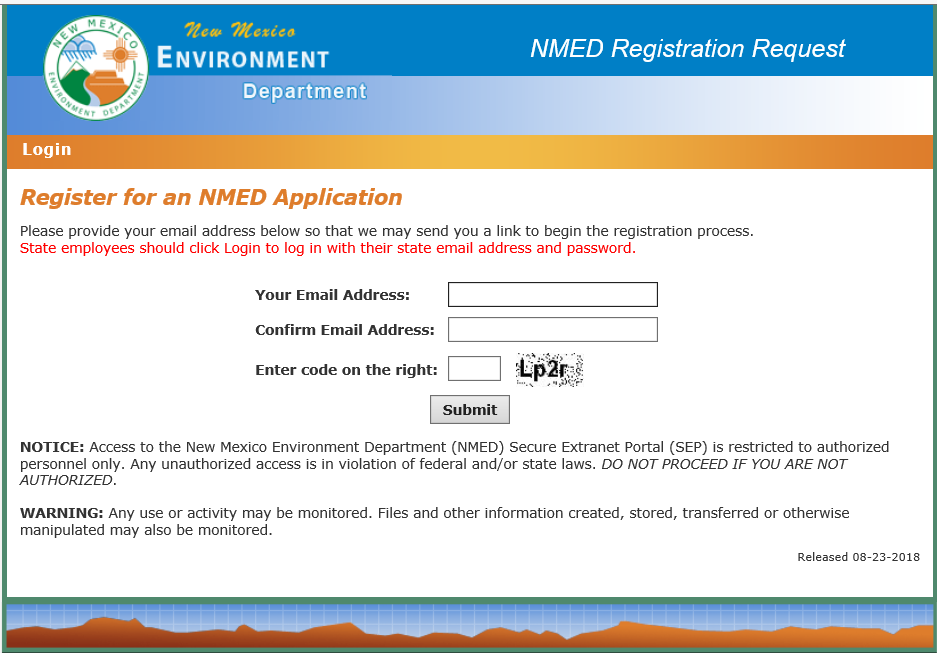 NEW MEXICO
ENVIRONMENT DEPARTMENT
New Mexico
ENVIRONMENT
Department
NMED Registration Request
Login
Register for an NMED Application
Please provide your email address below so that we may send you a link to begin the registration process.
State employees should click Login to log in with their state email address and password.
Your Email Address:
Confirm Email Address:
Enter code on the right:
Lp2r
Submit
NOTICE: Access to the New Mexico Environment Department (NMED) Secure Extranet Portal (SEP) is restricted to authorized
personnel only. Any unauthorized access is in violation of federal and/or state laws. DO NOT PROCEED IF YOU ARE NOT
AUTHORIZED.
WARNING: Any use or activity may be monitored. Files and other information created, stored, transferred or otherwise
manipulated may also be monitored.
Released 08-23-2018